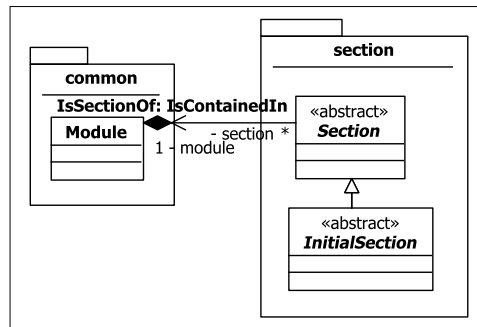 section
common
IsSectionOf: IsContainedIn
«abstract»
Section
Module
- section *
1 - module
«abstract»
InitialSection